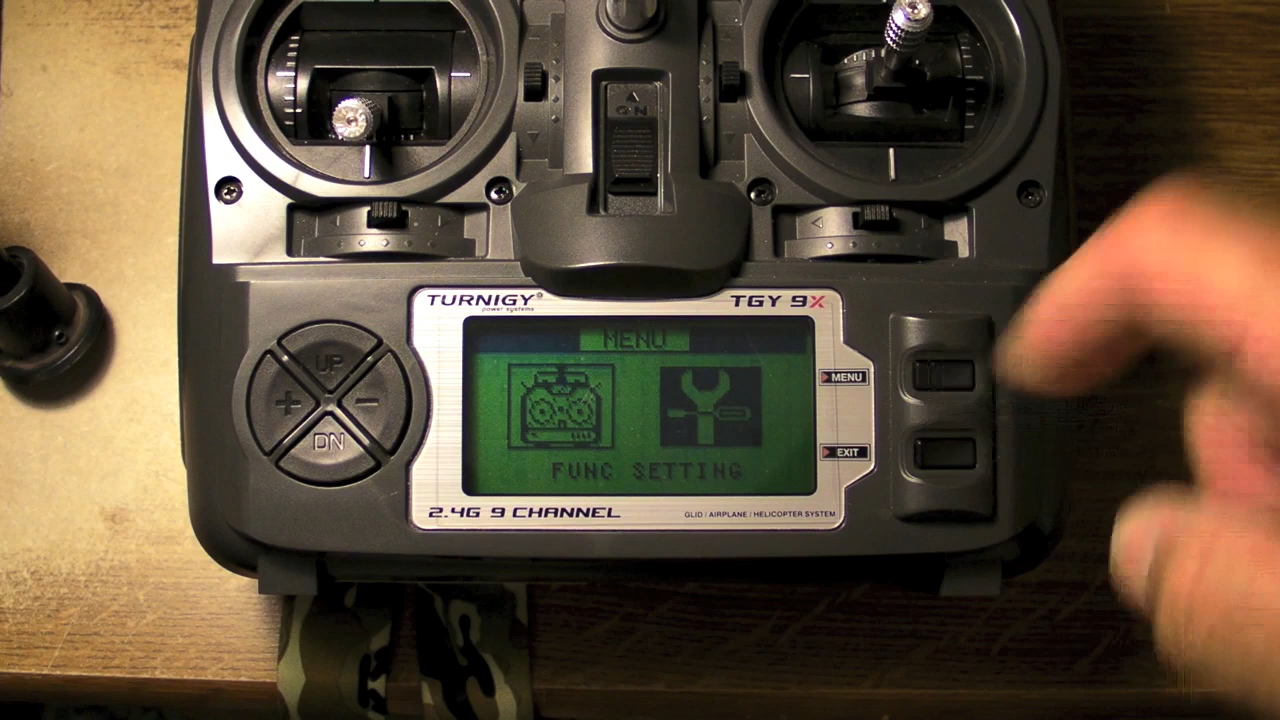 ON
TURNIGY®
power systems
TGY 9X
MENU
FUNC SETTING
UP
+ -
DN
MENU
EXIT
2.4G 9 CHANNEL
GLID / AIRPLANE / HELICOPTER SYSTEM